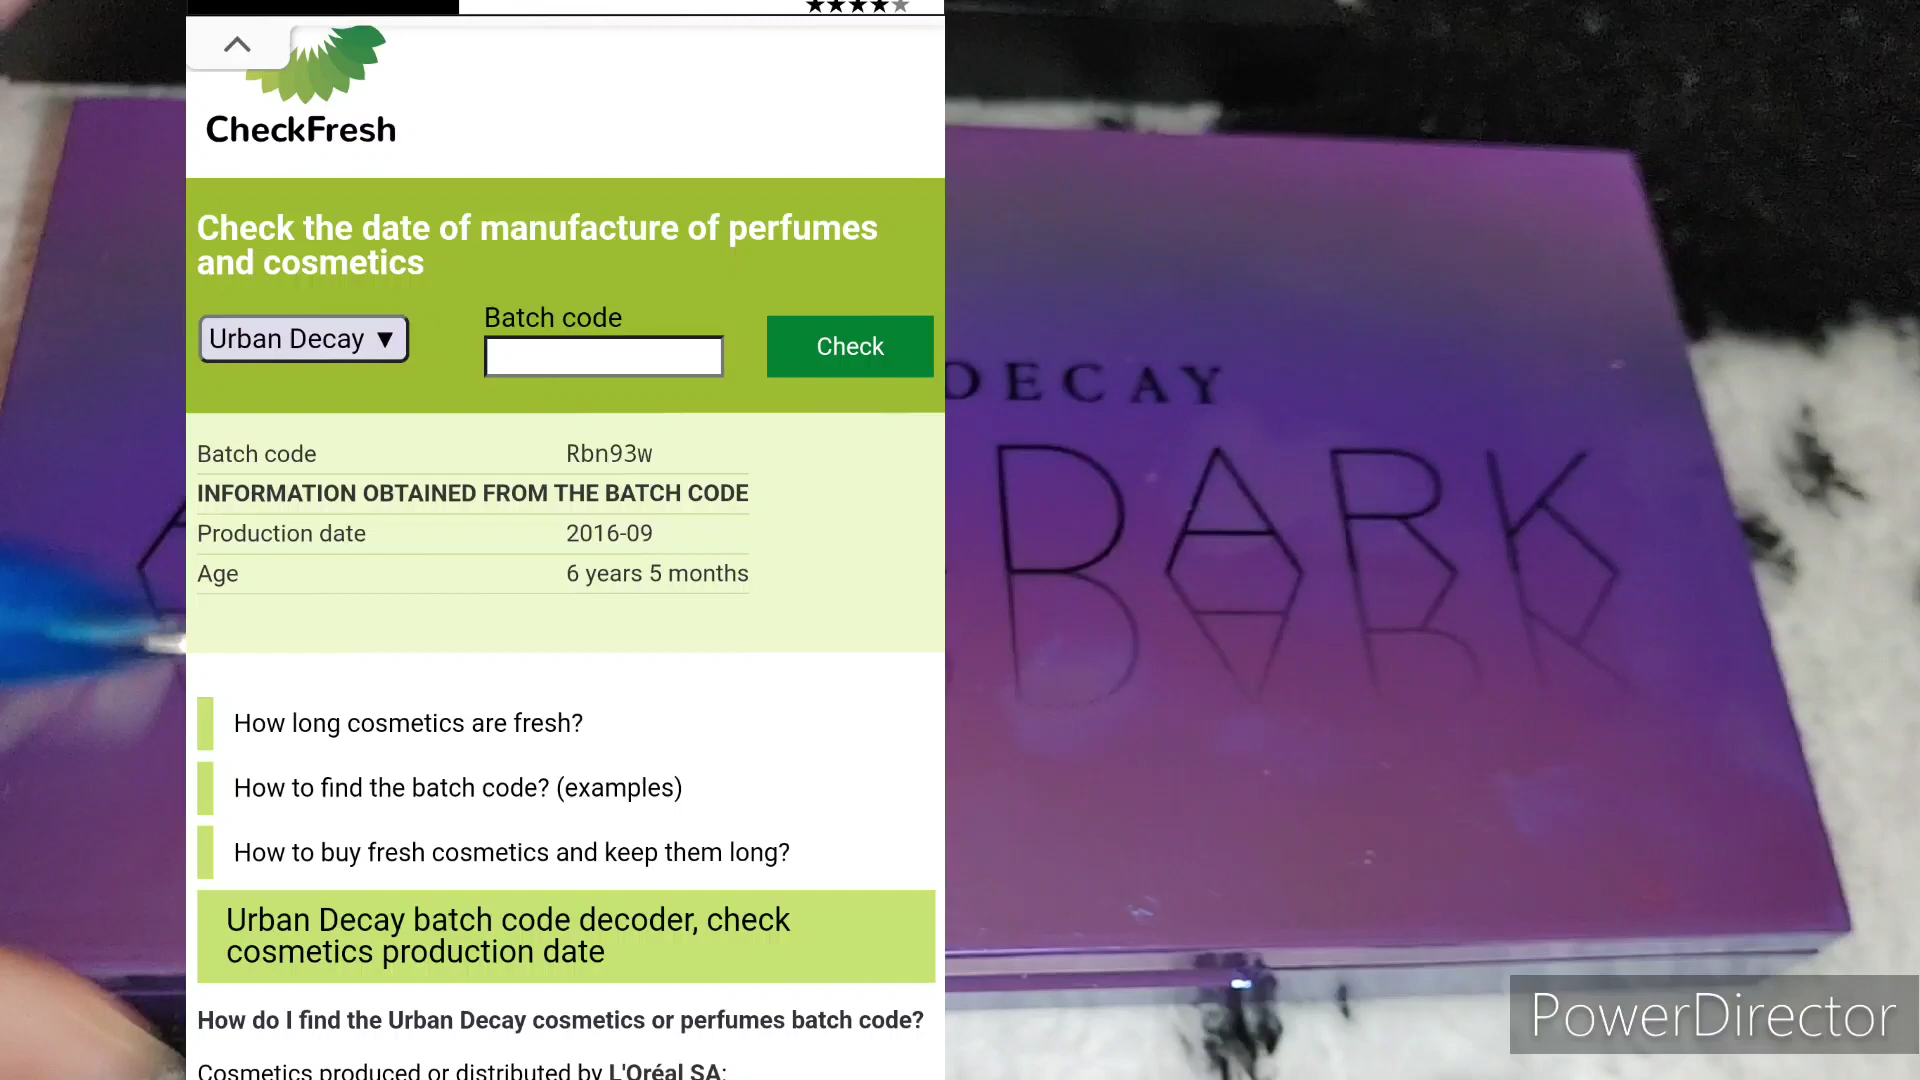 CheckFresh
Check the date of manufacture of perfumes
and cosmetics
Urban Decay ▼
Batch code
Check
Batch code Rbn93w
INFORMATION OBTAINED FROM THE BATCH CODE
Production date 2016-09
Age 6 years 5 months
How long cosmetics are fresh?
How to find the batch code? (examples)
How to buy fresh cosmetics and keep them long?
Urban Decay batch code decoder, check
cosmetics production date
How do I find the Urban Decay cosmetics or perfumes batch code?
Cosmetics produced or distributed by L'Oréal SA:
DECAY
DARK
PowerDirector